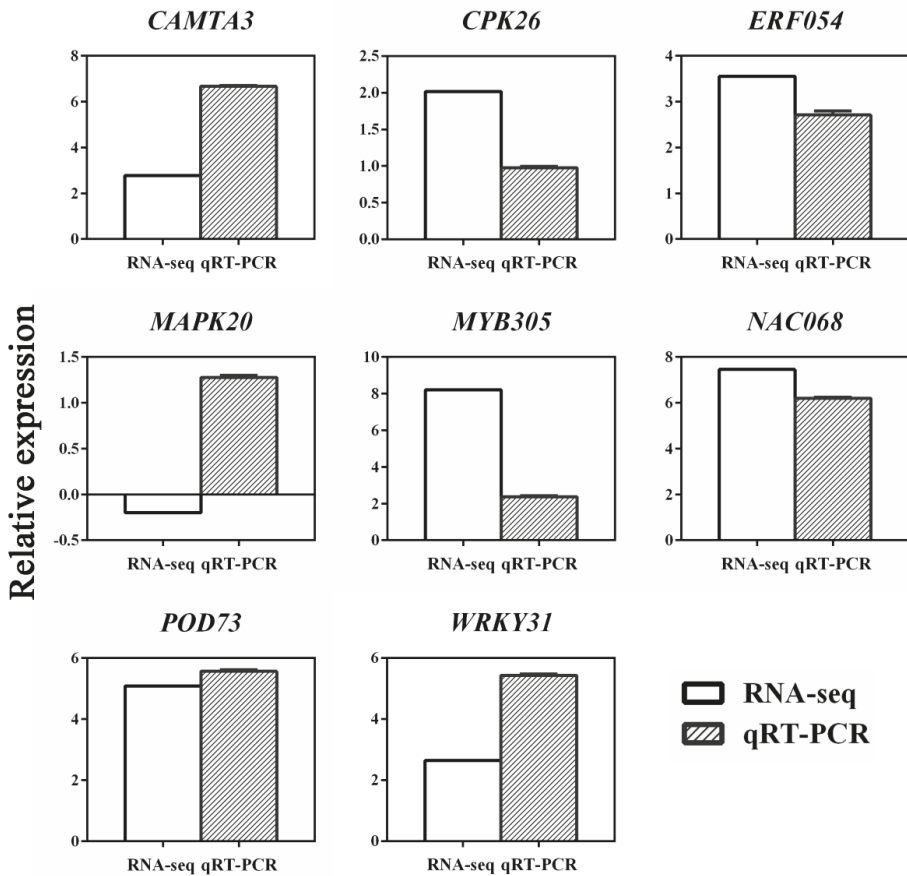 CAMTA3
8
6
4
2
0
RNA-seq qRT-PCR
CPK26
2.5
2.0
1.5
1.0
0.5
0.0
RNA-seq qRT-PCR
ERF054
4
3
2
1
0
RNA-seq qRT-PCR
Relative expression
MAPK20
1.5
1.0
0.5
0.0
-0.5
RNA-seq qRT-PCR
MYB305
10
8
6
4
2
0
RNA-seq qRT-PCR
NAC068
8
6
4
2
0
RNA-seq qRT-PCR
POD73
6
4
2
0
RNA-seq qRT-PCR
WRKY31
6
4
2
0
RNA-seq qRT-PCR
RNA-seq
qRT-PCR